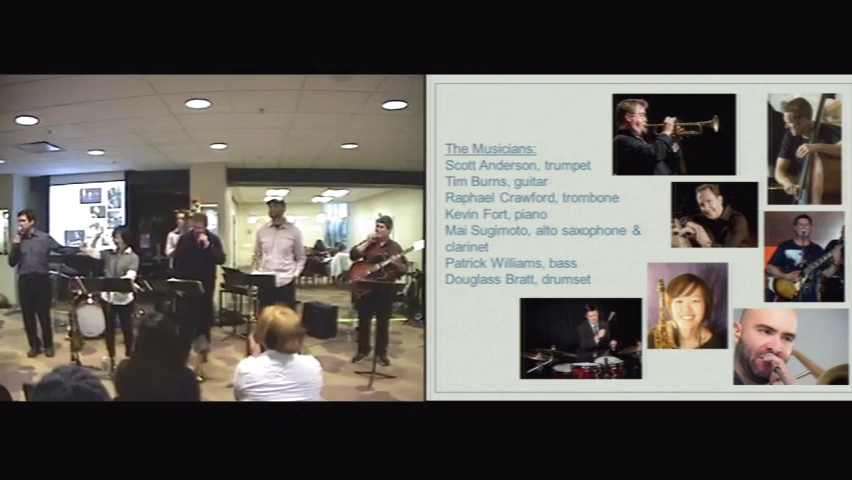 The Musicians:
Scott Anderson, trumpet
Tim Burns, guitar
Raphael Crawford, trombone
Kevin Fort, piano
Mai Sugimoto, alto saxophone &
clarinet
Patrick Williams, bass
Douglass Bratt, drumset